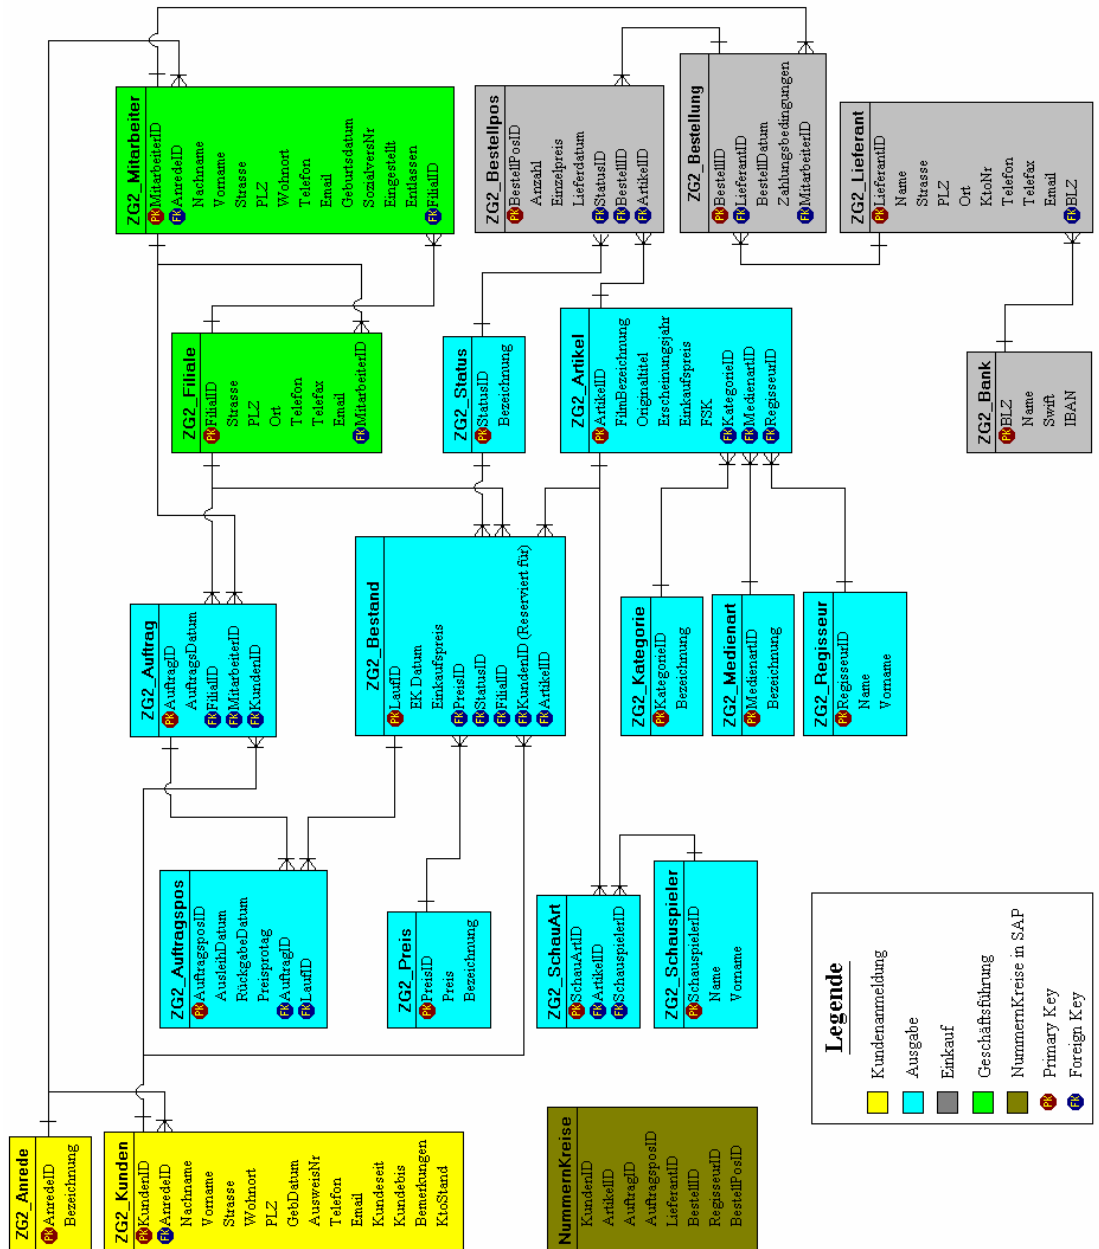 ZG2_Anrede
PK AnredeID
Bezeichnung
ZG2_Kunden
PK KundenID
FK AnredeID
Nachname
Vorname
Strasse
Wohnort
PLZ
GebDatum
AusweisNr
Telefon
Email
Kundeseit
Kundebis
Bemerkungen
KtoStand
NummernKreise
KundenID
ArtikelID
AuftragID
AuftragsposID
LieferantID
BestellID
RegisseurID
BestellPosID
ZG2_Auftragspos
PK AuftragsposID
AusleihDatum
RückgabeDatum
Preisprotag
FK AuftragID
FK LaufID
ZG2_Preis
PK PreisID
Preis
Bezeichnung
ZG2_SchauArt
PK SchauArtID
FK ArtikelID
FK SchauspielerID
ZG2_Schauspieler
PK SchauspielerID
Name
Vorname
Legende
Kundenanmeldung
Ausgabe
Einkauf
Geschäftsführung
NummernKreise in SAP
PK Primary Key
FK Foreign Key
ZG2_Auftrag
PK AuftragID
AuftragsDatum
FK FilialID
FK MitarbeiterID
FK KundenID
ZG2_Bestand
PK LaufID
EK Datum
Einkaufspreis
FK PreisID
FK StatusID
FK FilialID
FK KundenID (Reserviert für)
FK ArtikelID
ZG2_Kategorie
PK KategorieID
Bezeichnung
ZG2_Medienart
PK MedienartID
Bezeichnung
ZG2_Regisseur
PK RegisseurID
Name
Vorname
ZG2_Filiale
PK FilialID
Strasse
PLZ
Ort
Telefon
Telefax
Email
FK MitarbeiterID
ZG2_Status
PK StatusID
Bezeichnung
ZG2_Artikel
PK ArtikelID
FilmBezeichnung
Originaltitel
Erscheinungsjahr
Einkaufspreis
FSK
FK KategorieID
FK MedienartID
FK RegisseurID
ZG2_Bank
PK BLZ
Name
Swift
IBAN
ZG2_Mitarbeiter
PK MitarbeiterID
FK AnredeID
Nachname
Vorname
Strasse
PLZ
Wohnort
Telefon
Email
Geburtsdatum
SozialversNr
Eingestellt
Entlassen
FK FilialID
ZG2_Bestellpos
PK BestellPosID
Anzahl
Einzelpreis
Lieferdatum
FK StatusID
FK BestellID
FK ArtikelID
ZG2_Bestellung
PK BestellID
FK LieferantID
BestellDatum
Zahlungsbedingungen
FK MitarbeiterID
ZG2_Lieferant
PK LieferantID
Name
Strasse
PLZ
Ort
KtoNr
Telefon
Telefax
Email
FK BLZ